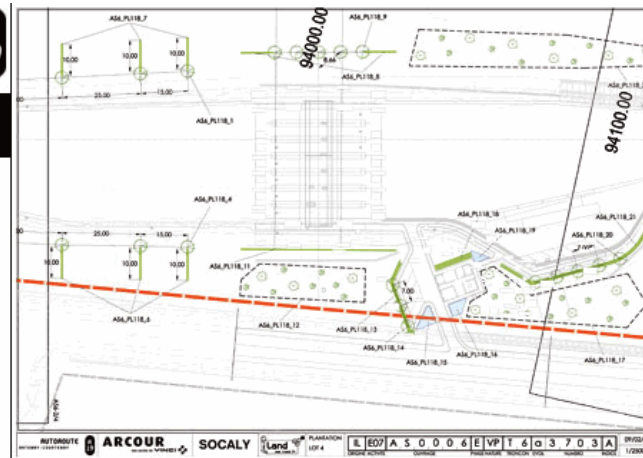 AS6_PL118_7
AS6_PL118_9
94000.00
10.00
10.00
10.00
8.66
AS6_PL118_8
25.00
15.00
AS6_PL118_1
94100.00
AS6_PL118_4
25.00
15.00
10.00
10.00
10.00
AS6_PL118_18
AS6_PL118_19
AS6_PL118_21
AS6_PL118_20
AS6_PL118_11
7.00
AS6_PL118_6
AS6_PL118_12
AS6_PL118_13
AS6_PL118_14
AS6_PL118_15
AS6_PL118_16
AS6_PL118_17
AUTOROUTE
ARCOUR
VINCI
SOCALY
Land
PLANTATION
LOT 4
IL E07 A S 0 0 0 6 E VP T 6 a 3 7 0 3 A